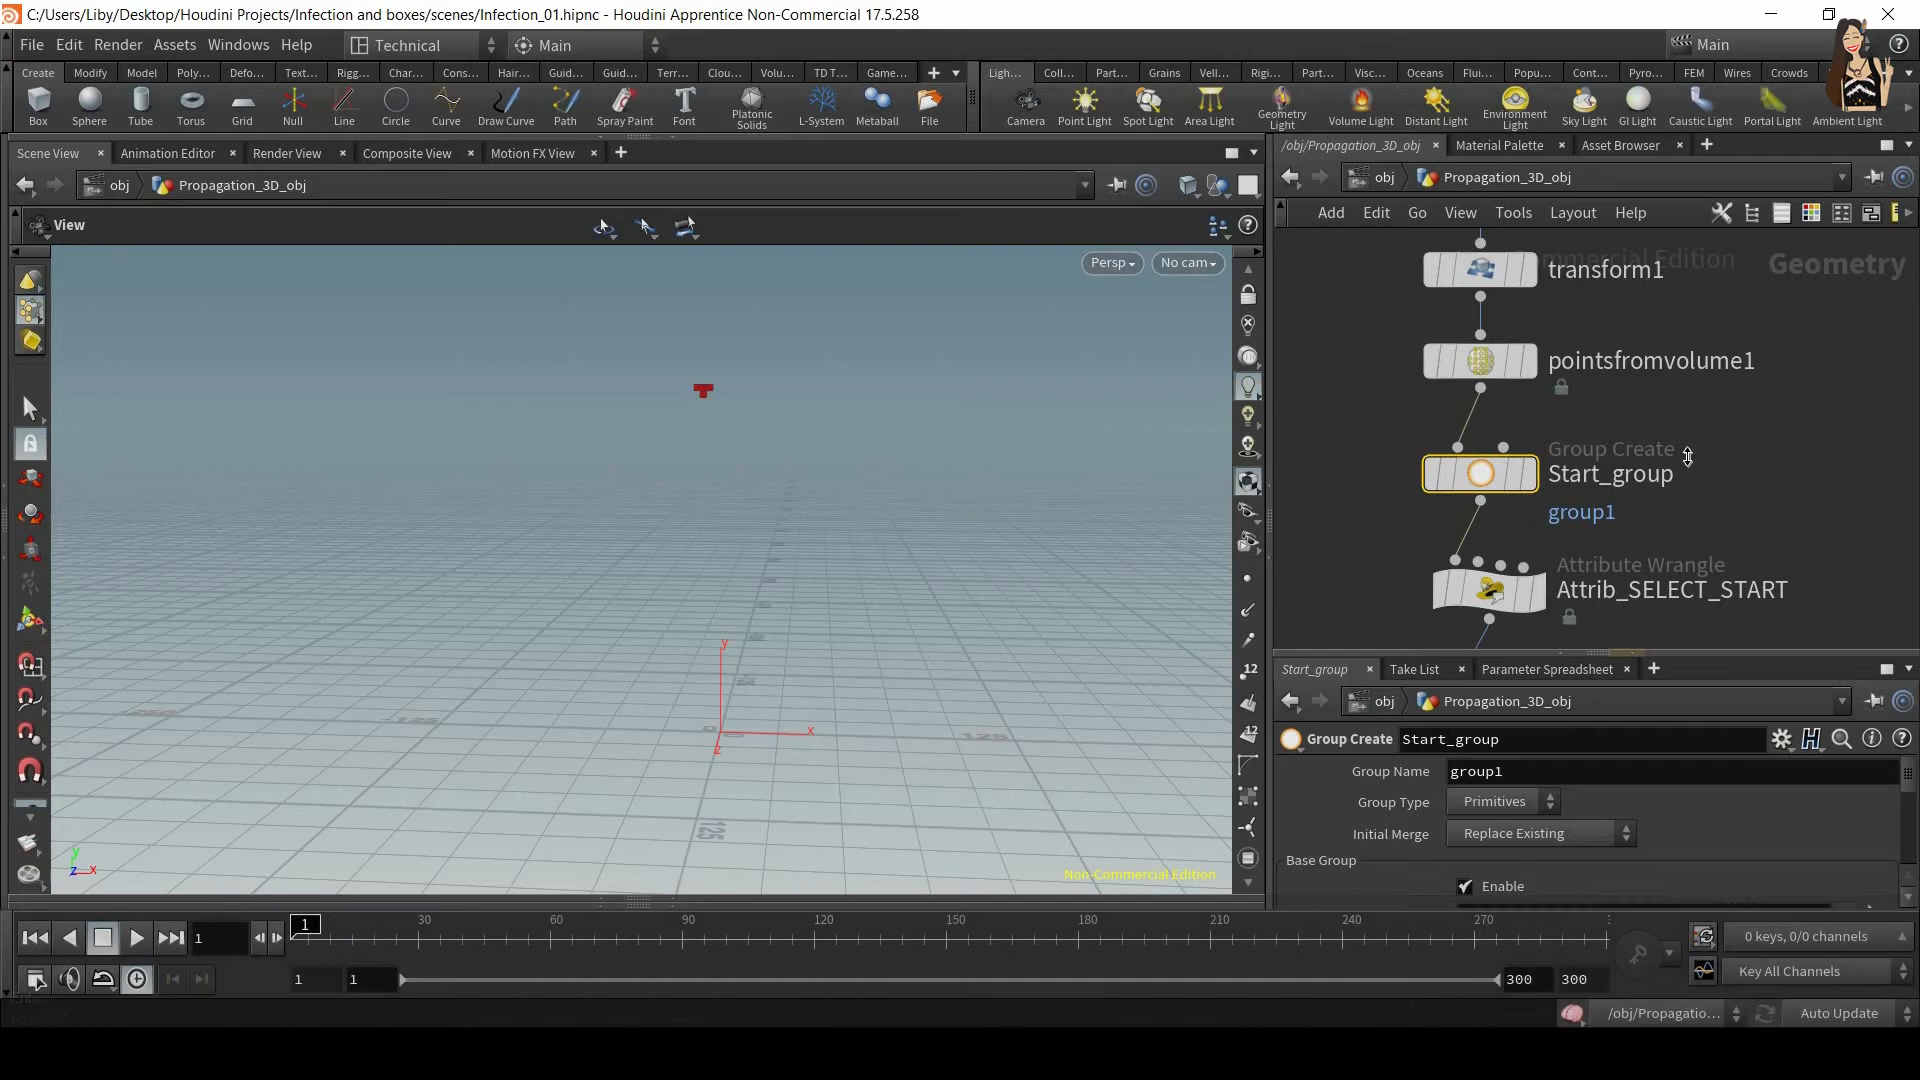 C:/Users/Liby/Desktop/Houdini Projects/Infection and boxes/scenes/Infection_01.hipnc - Houdini Apprentice Non-Commercial 17.5.258
File Edit Render Assets Windows Help Technical Main Main
Create Modify Model Poly... Defo... Text... Rigg... Char... Cons... Hair... Guid... Guid... Terr... Clou... Volu... TD T... Game... Ligh... Coll... Part... Grains Vell... Rigi... Part... Visc... Oceans Flui... Popu... Cont... Pyro... FEM Wires Crowds
Box Sphere Tube Torus Grid Null Line Circle Curve Draw Curve Path Spray Paint Font Platonic Solids L-System Metaball File Camera Point Light Spot Light Area Light Geometry Light Volume Light Distant Light Environment Light Sky Light GI Light Caustic Light Portal Light Ambient Light
Scene View Animation Editor Render View Composite View Motion FX View
/obj/Propagation_3D_obj Material Palette Asset Browser
obj Propagation_3D_obj
obj Propagation_3D_obj
View
Add Edit Go View Tools Layout Help
Persp No cam
mmercial Edition Geometry
transform1
pointsfromvolume1
Group Create
Start_group
group1
Attribute Wrangle
Attrib_SELECT_START
y
x
z
125
y
z x
Non-Commercial Edition
12
12
Start_group Take List Parameter Spreadsheet
obj Propagation_3D_obj
Group Create Start_group
Group Name group1
Group Type Primitives
Initial Merge Replace Existing
Base Group
Enable
1 1 30 60 90 120 150 180 210 240 270
0 keys, 0/0 channels
1 1 300 300 Key All Channels
/obj/Propagatio... Auto Update